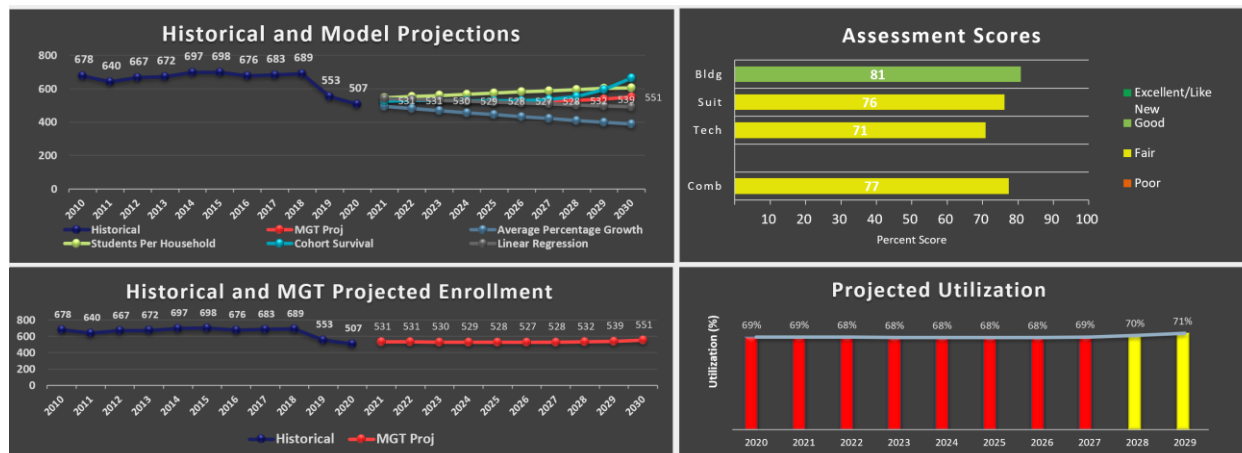 Historical and Model Projections
678 640 667 672 697 698 676 683 689 553 507
531 531 530 529 528 527 528 532 539 551
800
600
400
200
0
2010 2011 2012 2013 2014 2015 2016 2017 2018 2019 2020 2021 2022 2023 2024 2025 2026 2027 2028 2029 2030
Historical MGT Proj Average Percentage Growth
Students Per Household Cohort Survival Linear Regression
Assessment Scores
Bldg 81
Suit 76
Tech 71
Comb 77
10 20 30 40 50 60 70 80 90 100
Percent Score
Excellent/Like
New
Good
Fair
Poor
Historical and MGT Projected Enrollment
678 640 667 672 697 698 676 683 689 553 507 531 531 530 529 528 527 528 532 539 551
800
600
400
200
0
2010 2011 2012 2013 2014 2015 2016 2017 2018 2019 2020 2021 2022 2023 2024 2025 2026 2027 2028 2029 2030
Historical MGT Proj
Projected Utilization
Utilization (%)
69% 69% 68% 68% 68% 68% 68% 69% 70% 71%
2020 2021 2022 2023 2024 2025 2026 2027 2028 2029